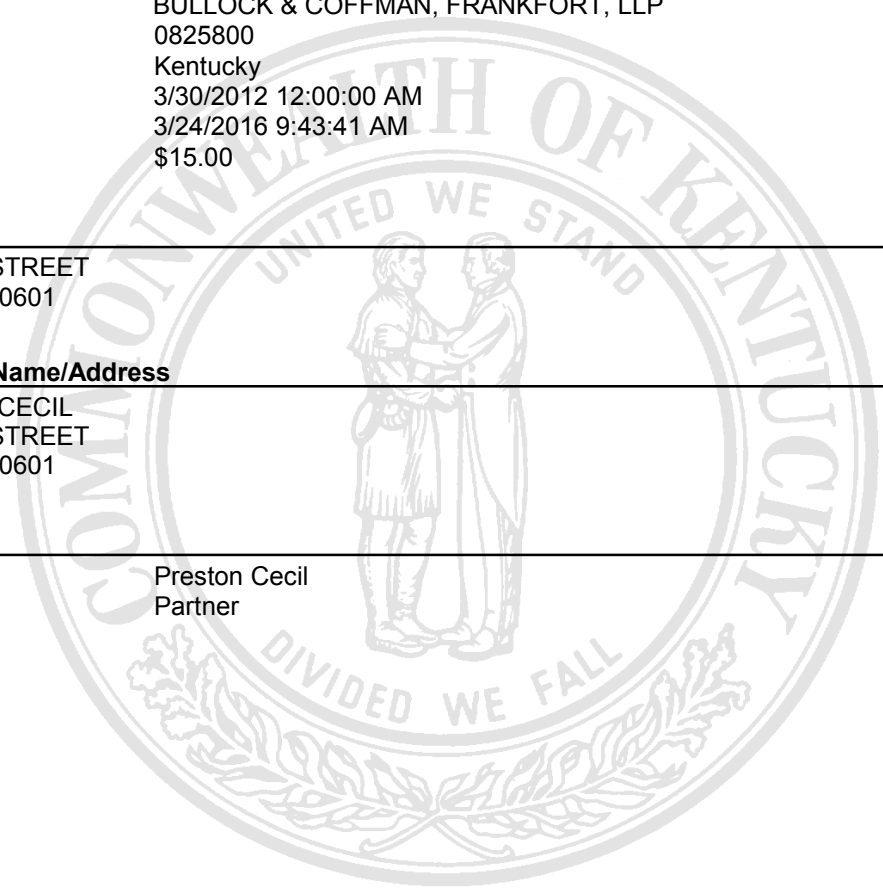 BULLOCK & COFFMAN, FRANKFORT, LLP
0825800
Kentucky
3/30/2012 12:00:00 AM
3/24/2016 9:43:41 AM
$15.00
STREET
0601
Name/Address
CECIL
STREET
0601
Preston Cecil
Partner
COMMONWEALTH OF KENTUCKY
UNITED WE STAND
DIVIDED WE FALL